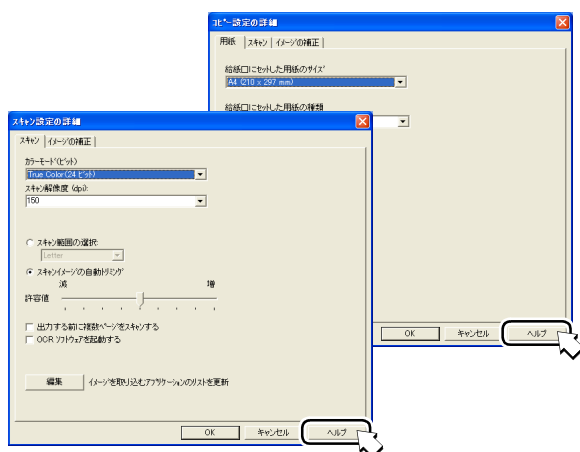 コピー設定の詳細
用紙 スキャン イメージの補正
給紙口にセットした用紙のサイズ
A4 (210 x 297 mm)
給紙口にセットした用紙の種類
OK キャンセル ヘルプ
スキャン設定の詳細
スキャン イメージの補正
カラーモード(ビット)
True Color(24 ビット)
スキャン解像度 (dpi):
150
スキャン範囲の選択:
Letter
スキャンイメージの自動トリミング
減 増
許容値
出力する前に複数ページをスキャンする
OCR ソフトウェアを起動する
編集 イメージを取り込むアプリケーションのリストを更新
OK キャンセル ヘルプ